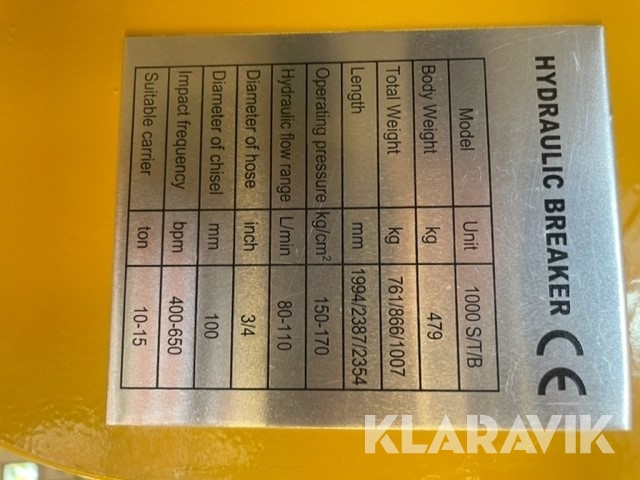 HYDRAULIC BREAKER CE
Model Unit 1000 S/T/B
Body Weight kg 479
Total Weight kg 761/866/1007
Length mm 1994/2387/2354
Operating pressure kg/cm² 150-170
Hydraulic flow range L/min 80-110
Diameter of hose inch 3/4
Diameter of chisel mm 100
Impact frequency bpm 400-650
Suitable carrier ton 10-15
KLARAVIK